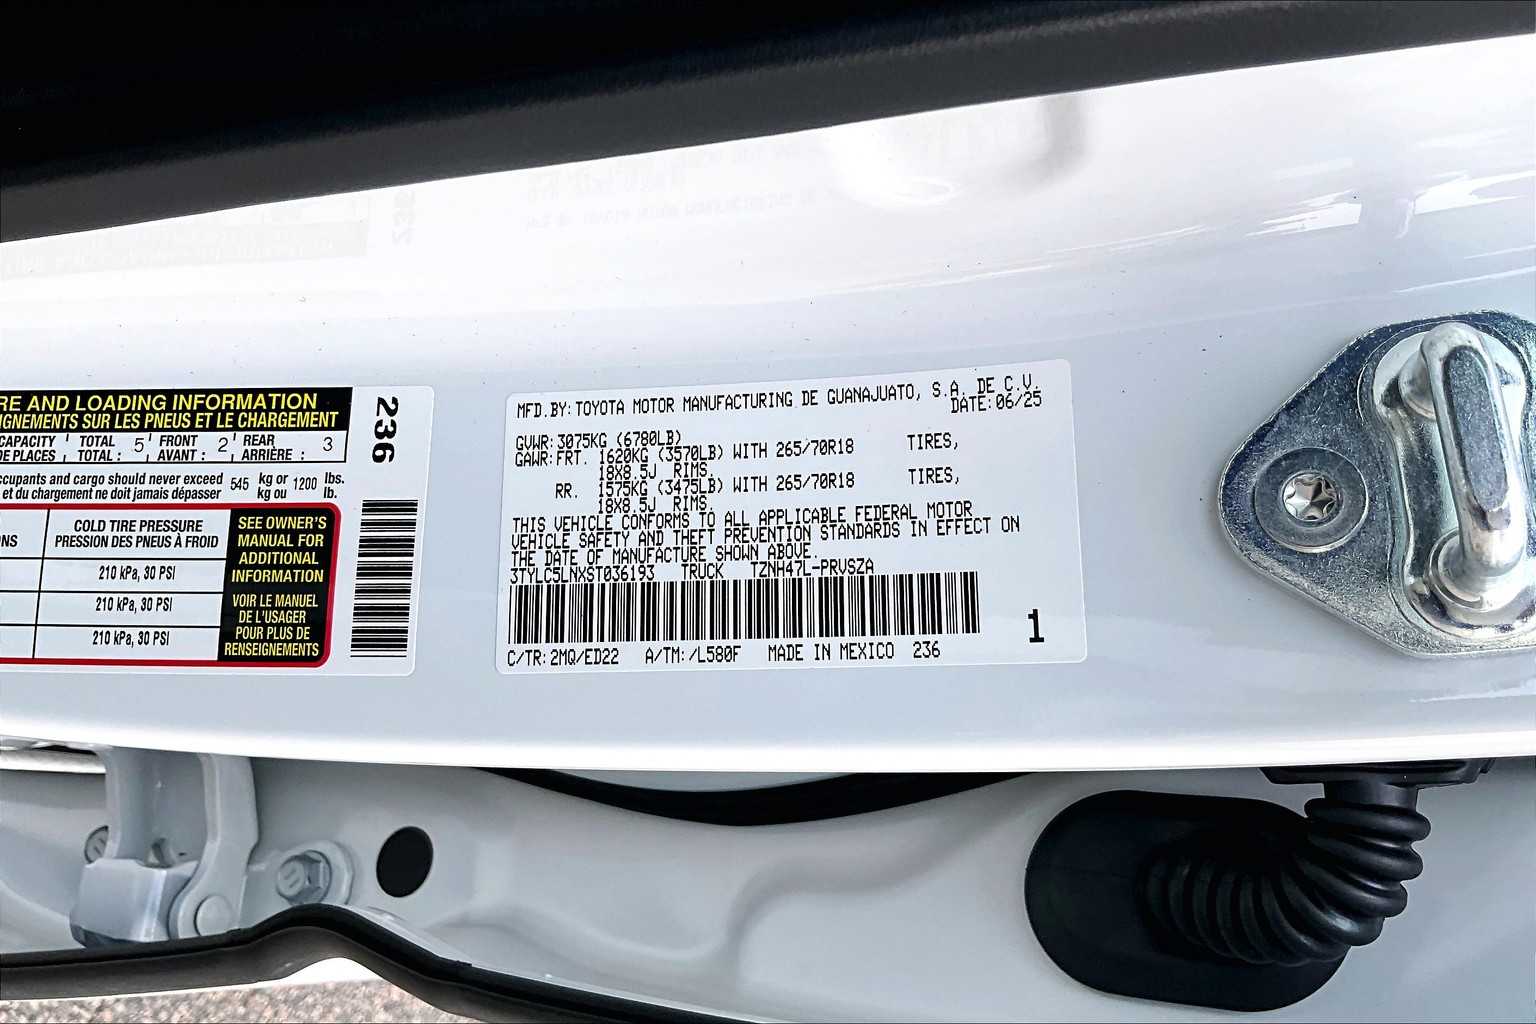 RE AND LOADING INFORMATION
IGNEMENTS SUR LES PNEUS ET LE CHARGEMENT
CAPACITY TOTAL 5 FRONT 2 REAR 3
DE PLACES TOTAL : AVANT : ARRIÈRE :
ccupants and cargo should never exceed 545 kg or 1200 lbs.
et du chargement ne doit jamais dépasser kg ou lb.
NS
COLD TIRE PRESSURE
PRESSION DES PNEUS À FROID
210 kPa, 30 PSI
210 kPa, 30 PSI
210 kPa, 30 PSI
SEE OWNER'S
MANUAL FOR
ADDITIONAL
INFORMATION
VOIR LE MANUEL
DE L'USAGER
POUR PLUS DE
RENSEIGNEMENTS
236
MFD.BY: TOYOTA MOTOR MANUFACTURING DE GUANAJUATO, S.A. DE C.V.
DATE: 06/25
GVWR: 3075KG (6780LB)
GAWR: FRT. 1620KG (3570LB) WITH 265/70R18 TIRES,
18X8.5J RIMS.
RR. 1575KG (3475LB) WITH 265/70R18 TIRES,
18X8.5J RIMS.
THIS VEHICLE CONFORMS TO ALL APPLICABLE FEDERAL MOTOR
VEHICLE SAFETY AND THEFT PREVENTION STANDARDS IN EFFECT ON
THE DATE OF MANUFACTURE SHOWN ABOVE.
3TYLC5LNXST036193 TRUCK TZNH47L-PRVSZA
1
C/TR: 2MQ/ED22 A/TM: /L580F MADE IN MEXICO 236